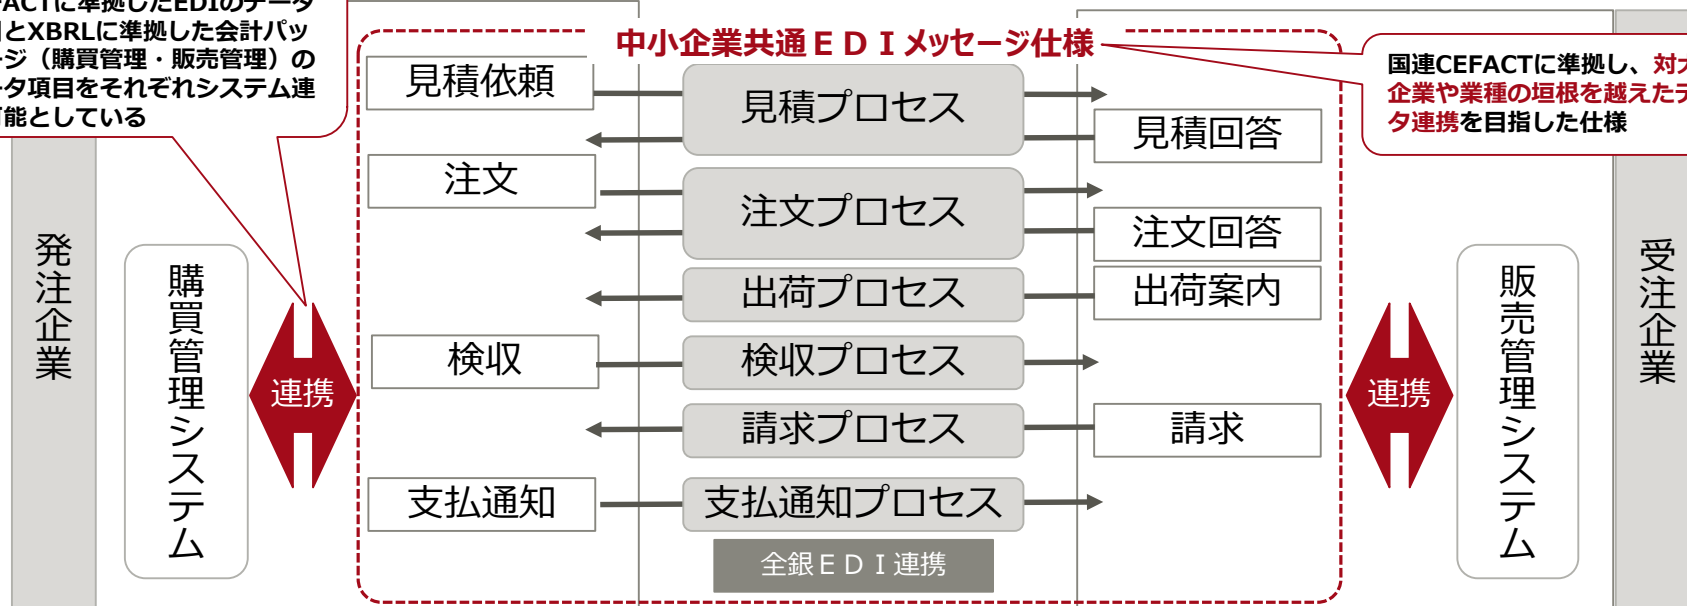 FACTに準拠したEDIのデータ
とXBRLに準拠した会計パッ
ージ（購買管理・販売管理）の
タ項目をそれぞれシステム連
能としている
中小企業共通ＥＤＩメッセージ仕様
国連CEFACTに準拠し、対
企業や業種の垣根を越えたデ
タ連携を目指した仕様
発注企業
購買管理システム
連携
見積依頼
見積プロセス
見積回答
注文
注文プロセス
注文回答
出荷プロセス
出荷案内
検収
検収プロセス
請求プロセス
請求
支払通知
支払通知プロセス
全銀ＥＤＩ連携
連携
販売管理システム
受注企業